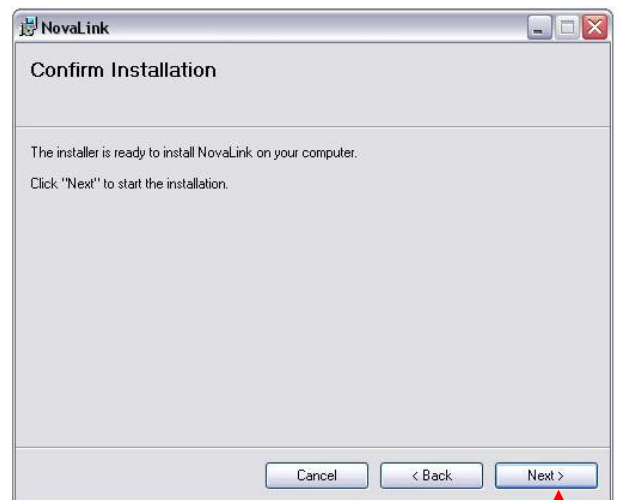 NovaLink
Confirm Installation
The installer is ready to install NovaLink on your computer.
Click "Next" to start the installation.
Cancel
< Back
Next >